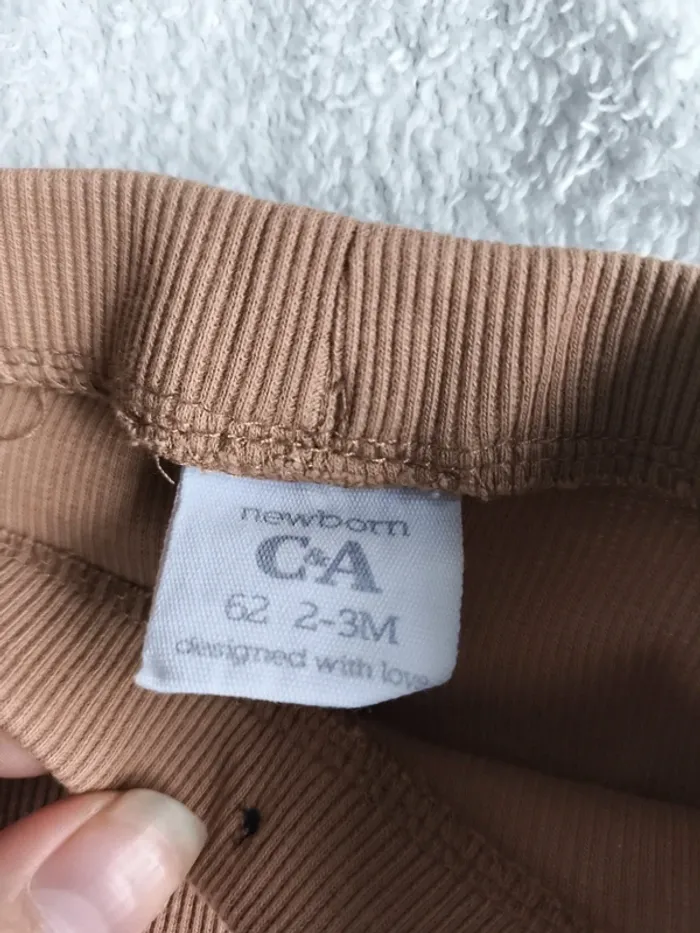 newborn
C&A
62 2-3M
designed with love